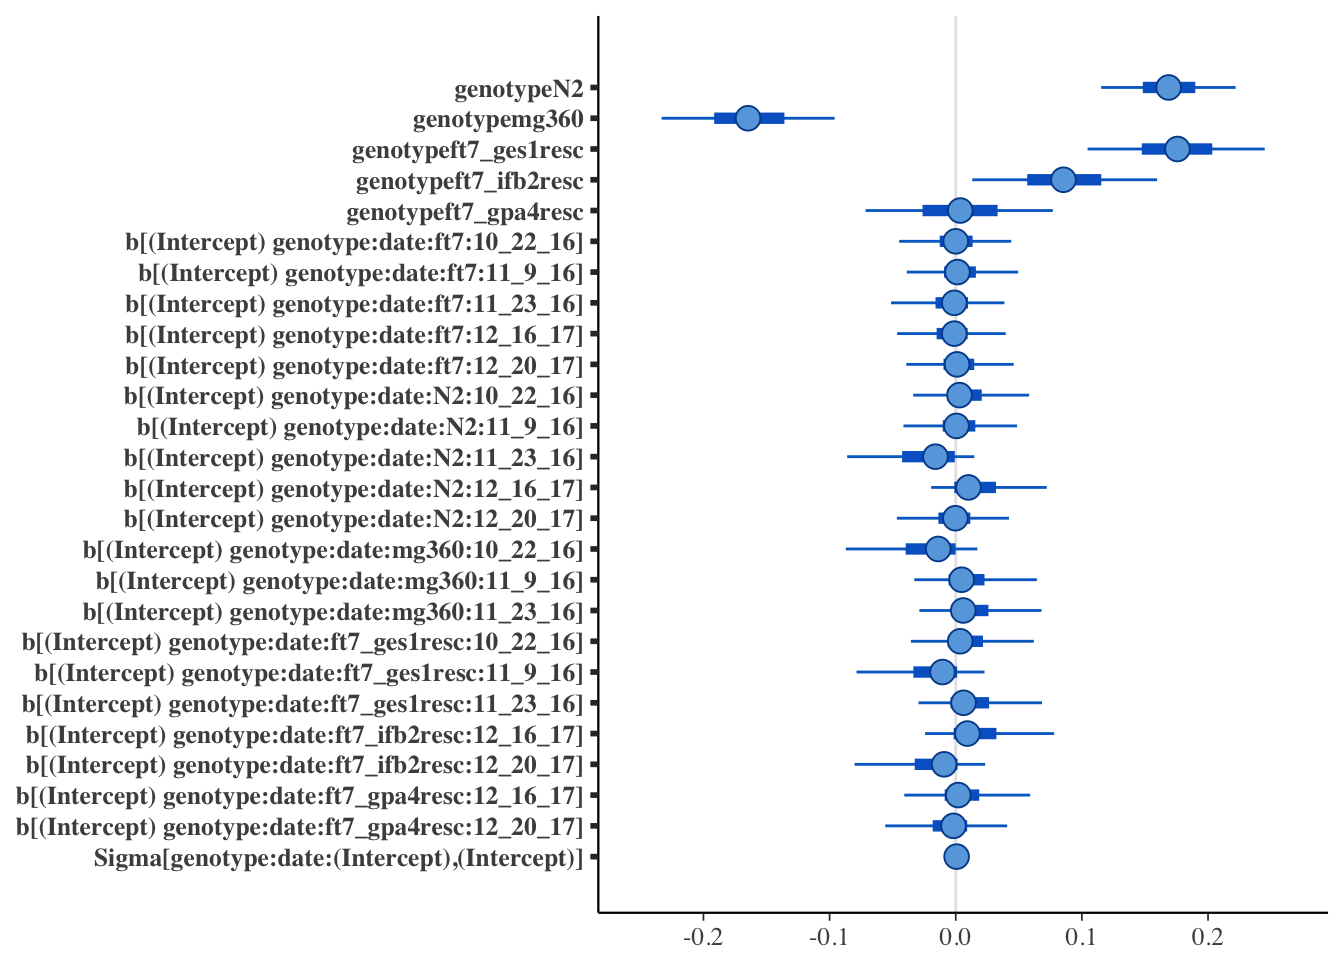 genotypeN2
genotypemg360
genotypeft7_ges1resc
genotypeft7_ifb2resc
genotypeft7_gpa4resc
b[(Intercept) genotype:date:ft7:10_22_16]
b[(Intercept) genotype:date:ft7:11_9_16]
b[(Intercept) genotype:date:ft7:11_23_16]
b[(Intercept) genotype:date:ft7:12_16_17]
b[(Intercept) genotype:date:ft7:12_20_17]
b[(Intercept) genotype:date:N2:10_22_16]
b[(Intercept) genotype:date:N2:11_9_16]
b[(Intercept) genotype:date:N2:11_23_16]
b[(Intercept) genotype:date:N2:12_16_17]
b[(Intercept) genotype:date:N2:12_20_17]
b[(Intercept) genotype:date:mg360:10_22_16]
b[(Intercept) genotype:date:mg360:11_9_16]
b[(Intercept) genotype:date:mg360:11_23_16]
b[(Intercept) genotype:date:ft7_ges1resc:10_22_16]
b[(Intercept) genotype:date:ft7_ges1resc:11_9_16]
b[(Intercept) genotype:date:ft7_ges1resc:11_23_16]
b[(Intercept) genotype:date:ft7_ifb2resc:12_16_17]
b[(Intercept) genotype:date:ft7_ifb2resc:12_20_17]
b[(Intercept) genotype:date:ft7_gpa4resc:12_16_17]
b[(Intercept) genotype:date:ft7_gpa4resc:12_20_17]
Sigma[genotype:date:(Intercept),(Intercept)]
-0.2 -0.1 0.0 0.1 0.2